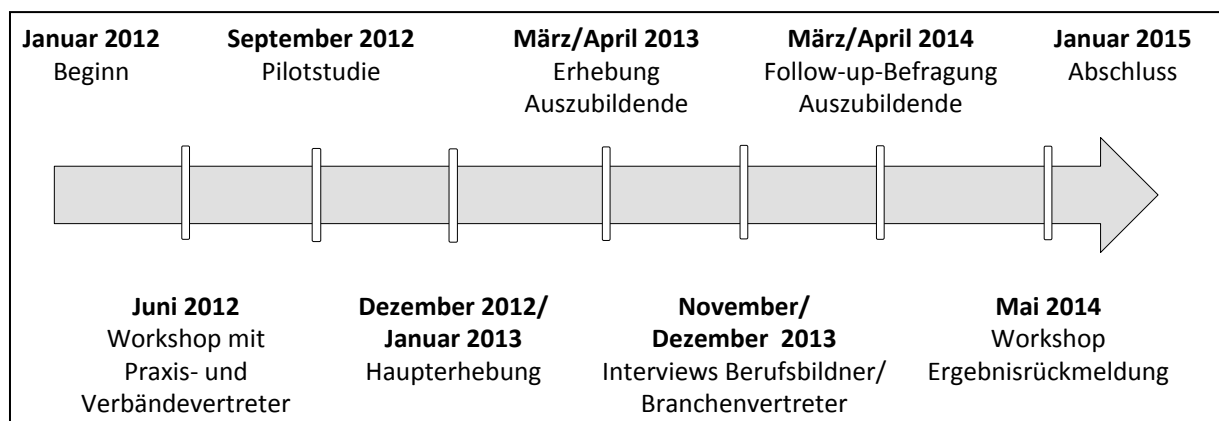 Januar 2012
Beginn
September 2012
Pilotstudie
März/April 2013
Erhebung
Auszubildende
März/April 2014
Follow-up-Befragung
Auszubildende
Januar 2015
Abschluss
Juni 2012
Workshop mit
Praxis- und
Verbändevertreter
Dezember 2012/
Januar 2013
Haupterhebung
November/
Dezember 2013
Interviews Berufsbildner/
Branchenvertreter
Mai 2014
Workshop
Ergebnisrückmeldung